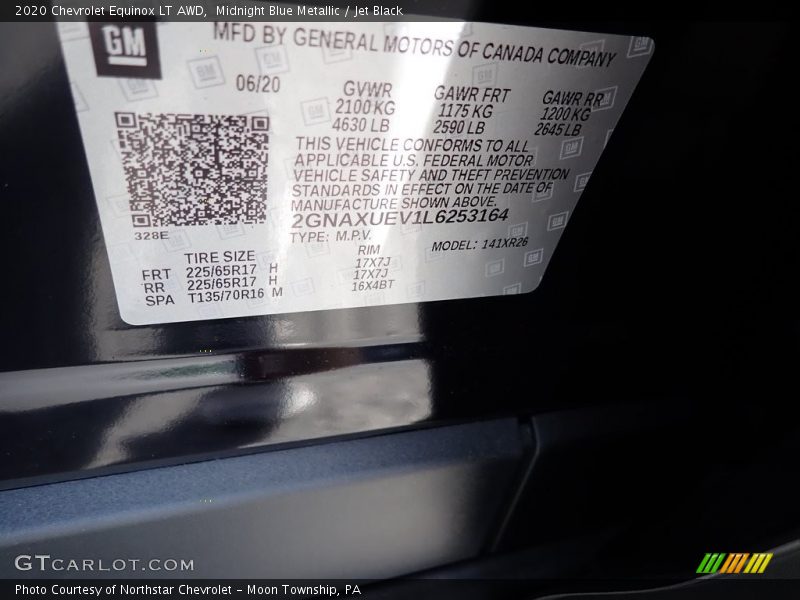 2020 Chevrolet Equinox LT AWD,  Midnight Blue Metallic / Jet Black
GM
MFD BY GENERAL MOTORS OF CANADA COMPANY
06/20
GVWR GAWR FRT GAWR RR
2100 KG 1175 KG 1200 KG
4630 LB 2590 LB 2645 LB
THIS VEHICLE CONFORMS TO ALL
APPLICABLE U.S. FEDERAL MOTOR
VEHICLE SAFETY AND THEFT PREVENTION
STANDARDS IN EFFECT ON THE DATE OF
MANUFACTURE SHOWN ABOVE.
2GNAXUEV1L6253164
328E
TYPE: M.P.V. MODEL: 141XR26
TIRE SIZE RIM
FRT 225/65R17 H 17X7J
RR 225/65R17 H 17X7J
SPA T135/70R16 M 16X4BT
GTCARLOT.COM
Photo Courtesy of Northstar Chevrolet – Moon Township, PA